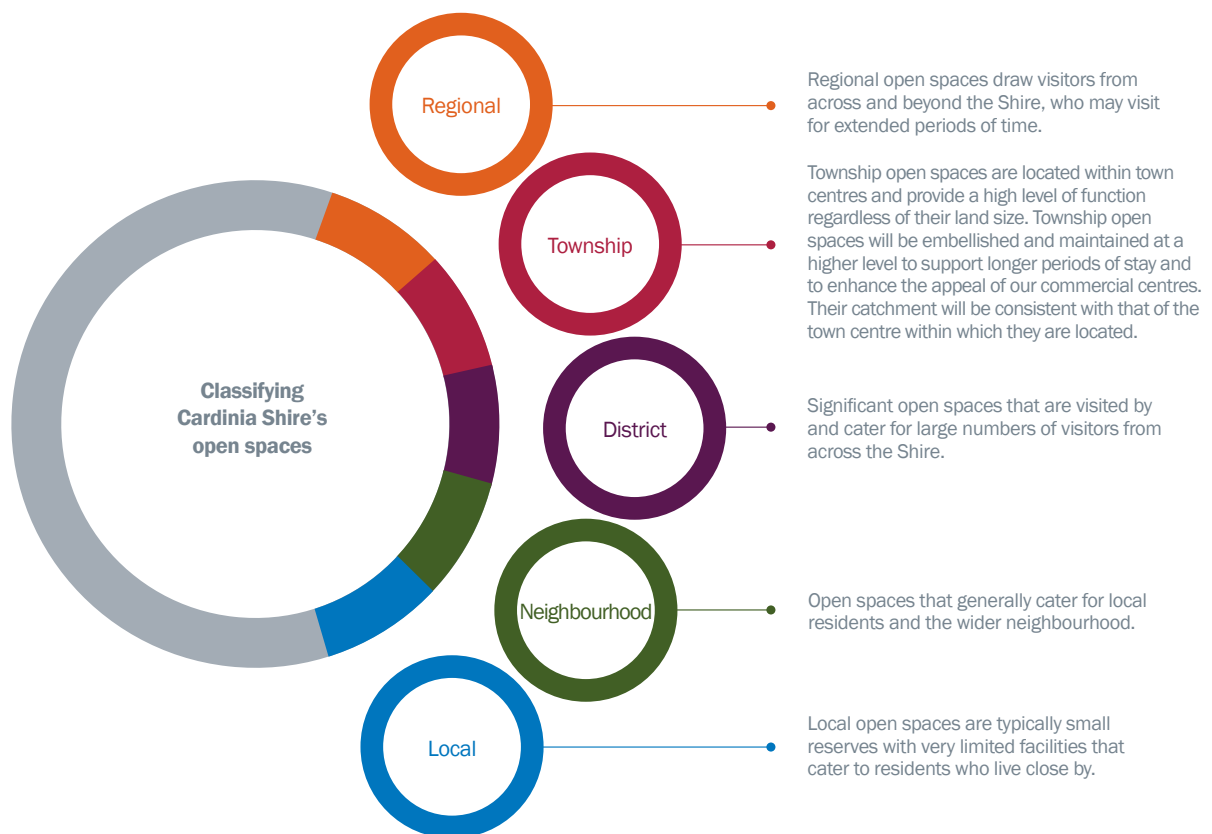 Classifying
Cardinia Shire's
open spaces
Regional
Regional open spaces draw visitors from
across and beyond the Shire, who may visit
for extended periods of time.
Township
Township open spaces are located within town
centres and provide a high level of function
regardless of their land size. Township open
spaces will be embellished and maintained at a
higher level to support longer periods of stay and
to enhance the appeal of our commercial centres.
Their catchment will be consistent with that of the
town centre within which they are located.
District
Significant open spaces that are visited by
and cater for large numbers of visitors from
across the Shire.
Neighbourhood
Open spaces that generally cater for local
residents and the wider neighbourhood.
Local
Local open spaces are typically small
reserves with very limited facilities that
cater to residents who live close by.